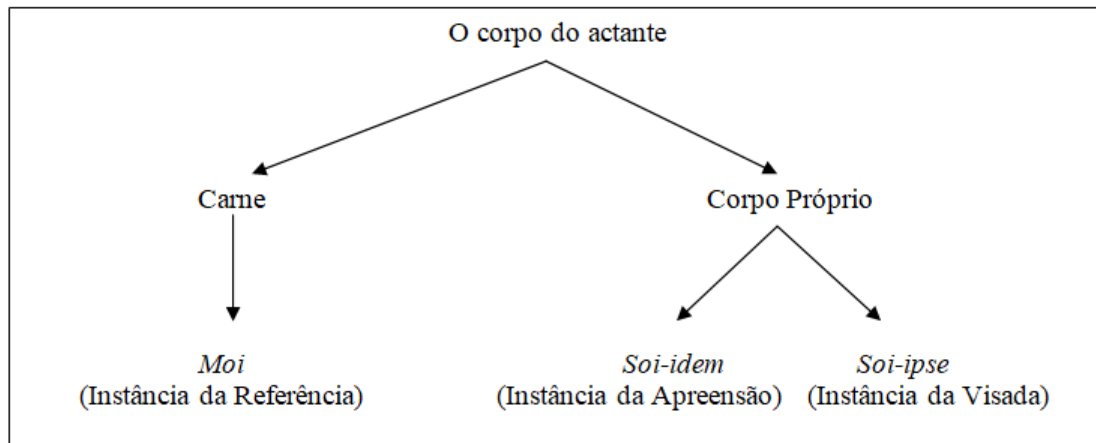 O corpo do actante
Carne
Corpo Próprio
Moi
(Instância da Referência)
Soi-idem
(Instância da Apreensão)
Soi-ipse
(Instância da Visada)